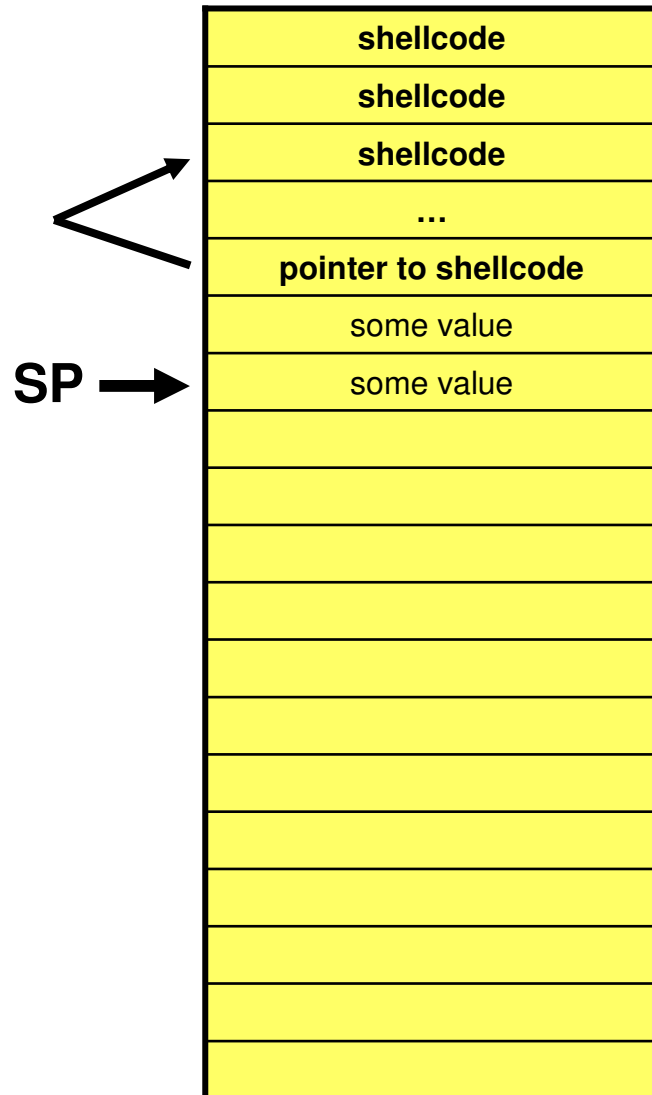 shellcode
shellcode
shellcode
...
pointer to shellcode
some value
SP
some value